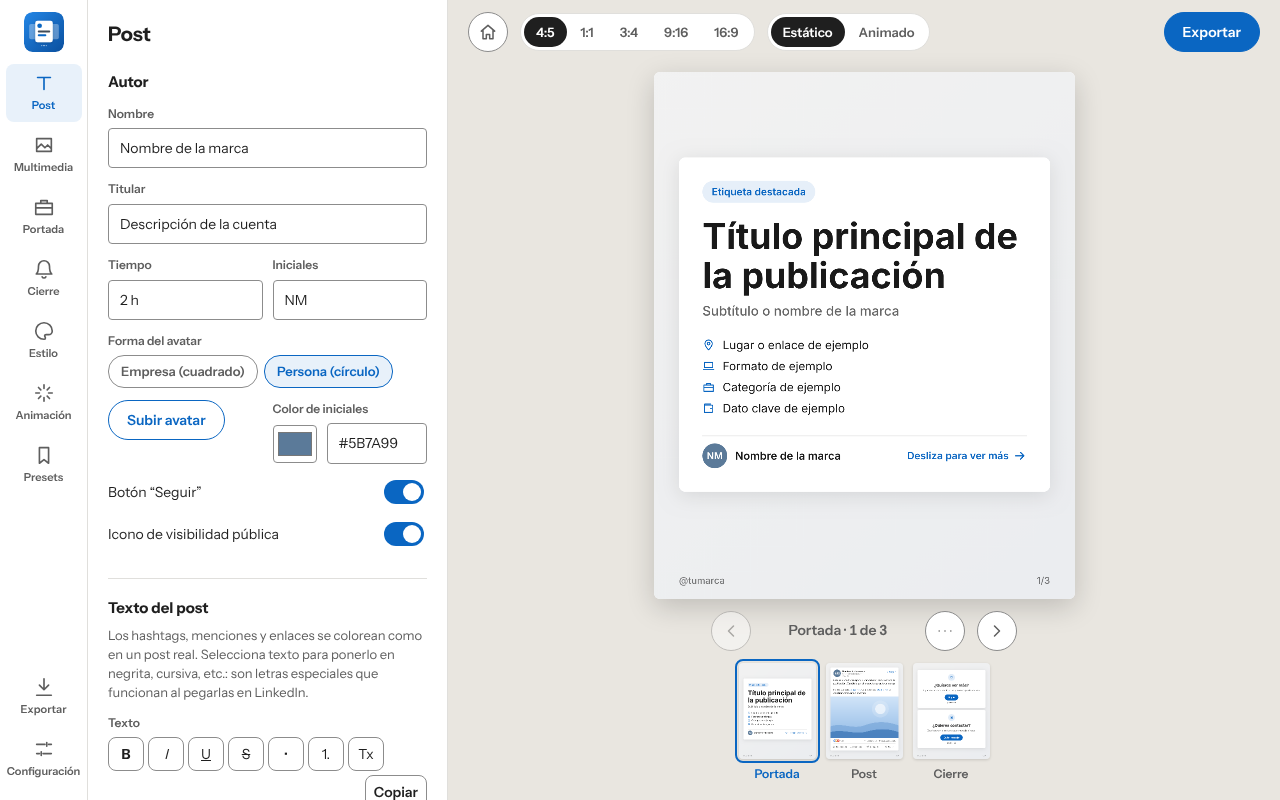 Post
Multimedia
Portada
Cierre
Estilo
Animación
Presets
Exportar
Configuración
Post
Autor
Nombre
Nombre de la marca
Titular
Descripción de la cuenta
Tiempo
Iniciales
2 h
NM
Forma del avatar
Empresa (cuadrado)
Persona (círculo)
Subir avatar
Color de iniciales
#5B7A99
Botón “Seguir”
Icono de visibilidad pública
Texto del post
Los hashtags, menciones y enlaces se colorean como
en un post real. Selecciona texto para ponerlo en
negrita, cursiva, etc.: son letras especiales que
funcionan al pegarlas en LinkedIn.
Texto
B I U S • 1. Tx
Copiar
4:5 1:1 3:4 9:16 16:9
Estático Animado
Exportar
Etiqueta destacada
Título principal de
la publicación
Subtítulo o nombre de la marca
Lugar o enlace de ejemplo
Formato de ejemplo
Categoría de ejemplo
Dato clave de ejemplo
NM Nombre de la marca
Desliza para ver más
@tumarca
1/3
Portada · 1 de 3
Título principal de
la publicación
¿Quieres ver más?
¿Quieres contactar?
Portada
Post
Cierre